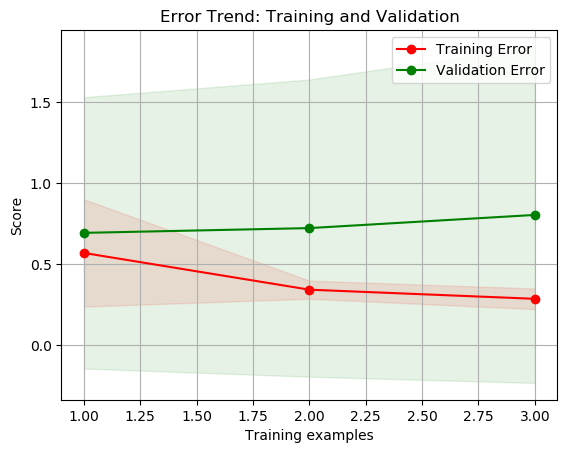 Error Trend: Training and Validation
Training Error
Validation Error
1.5
1.0
0.5
0.0
Score
1.00 1.25 1.50 1.75 2.00 2.25 2.50 2.75 3.00
Training examples